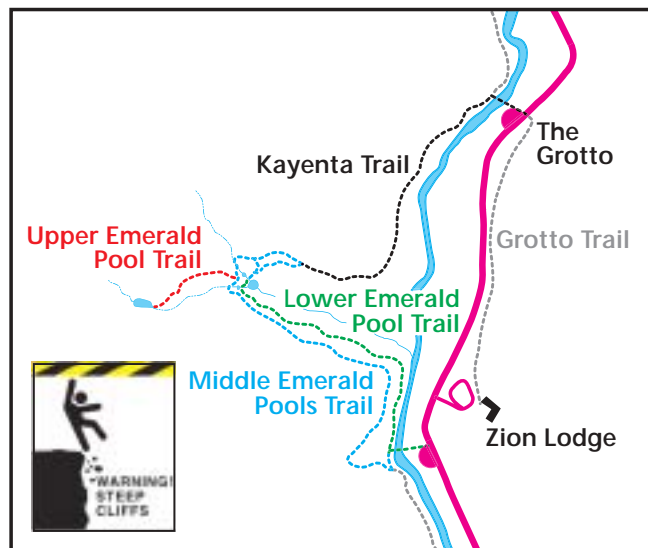 The
Grotto
Kayenta Trail
Upper Emerald
Pool Trail
Grotto Trail
Lower Emerald
Pool Trail
Middle Emerald
Pools Trail
Zion Lodge
WARNING!
STEEP
CLIFFS